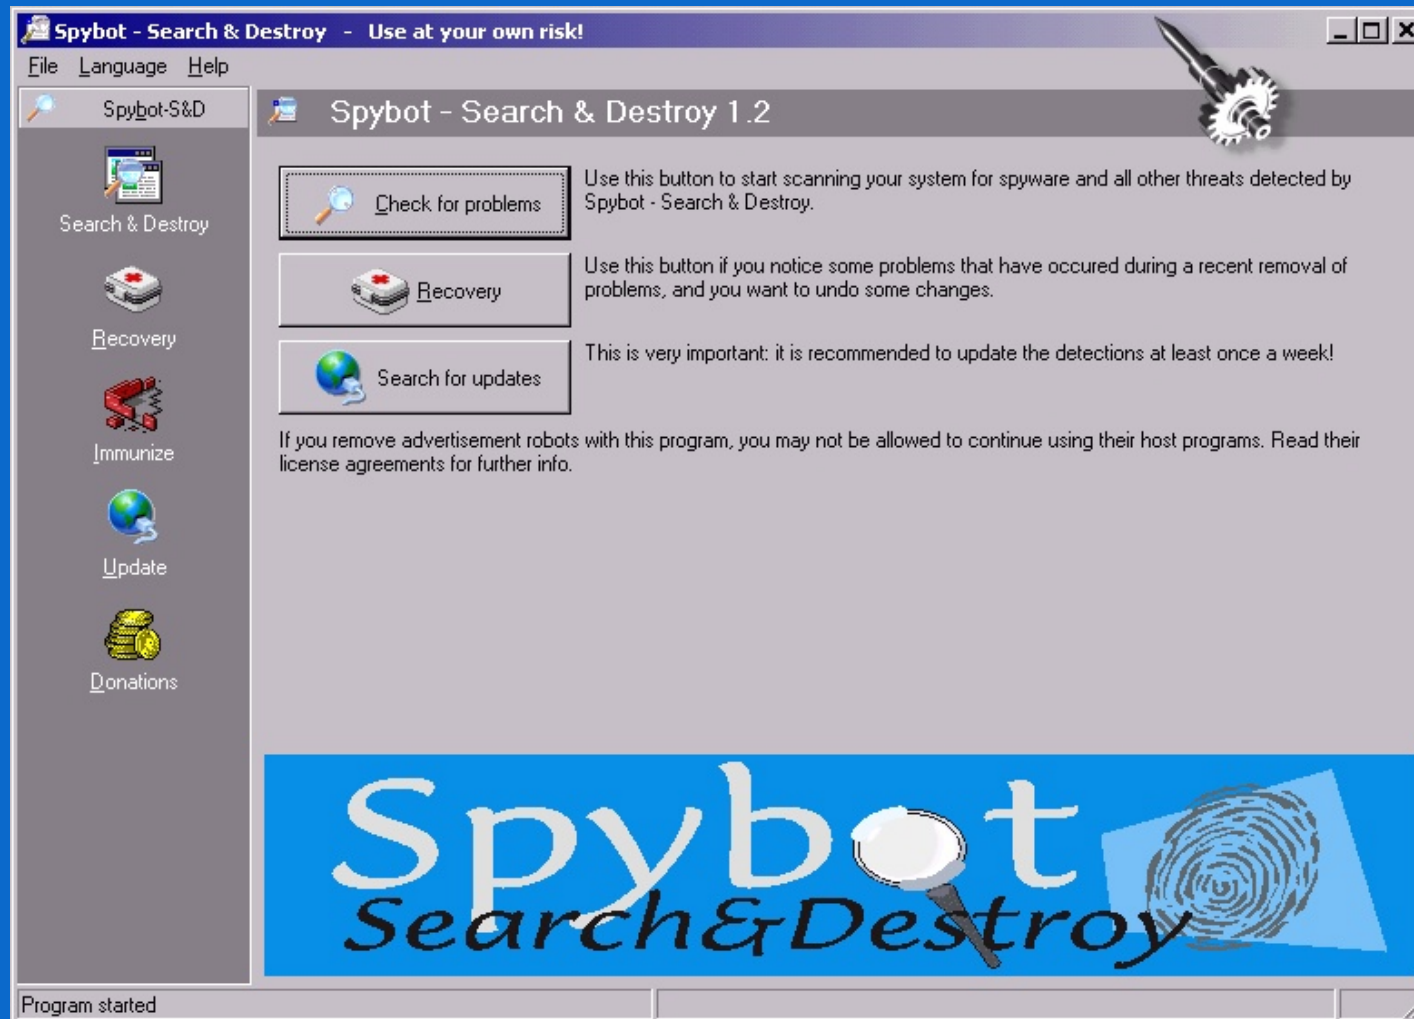 Spybot - Search & Destroy - Use at your own risk!
File Language Help
Spybot-S&D
Spybot - Search & Destroy 1.2
Search & Destroy
Recovery
Immunize
Update
Donations
Check for problems
Use this button to start scanning your system for spyware and all other threats detected by
Spybot - Search & Destroy.
Recovery
Use this button if you notice some problems that have occured during a recent removal of
problems, and you want to undo some changes.
Search for updates
This is very important: it is recommended to update the detections at least once a week!
If you remove advertisement robots with this program, you may not be allowed to continue using their host programs. Read their
license agreements for further info.
Spybot
Search&Destroy
Program started